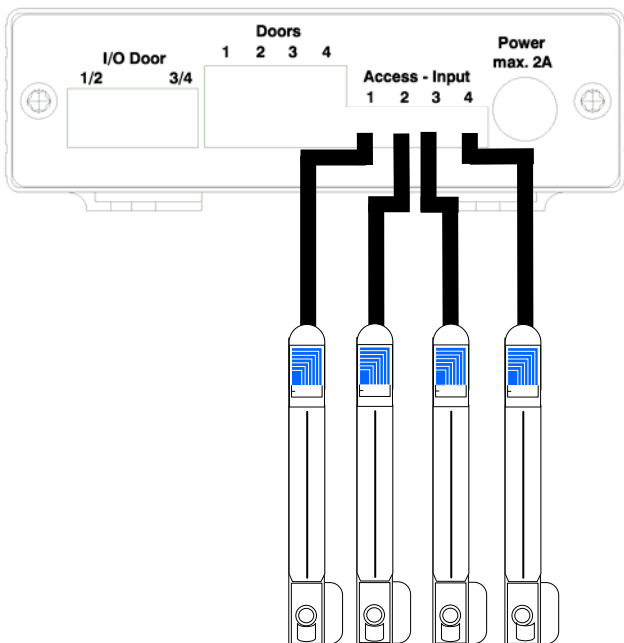 I/O Door
1/2 3/4
Doors
1 2 3 4
Access - Input
1 2 3 4
Power
max. 2A